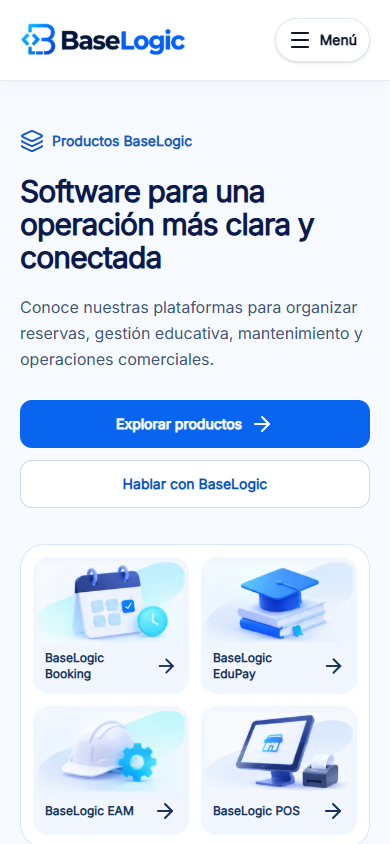 BaseLogic
Menú
Productos BaseLogic
Software para una
operación más clara y
conectada
Conoce nuestras plataformas para organizar
reservas, gestión educativa, mantenimiento y
operaciones comerciales.
Explorar productos
Hablar con BaseLogic
BaseLogic
Booking
BaseLogic
EduPay
BaseLogic EAM
BaseLogic POS